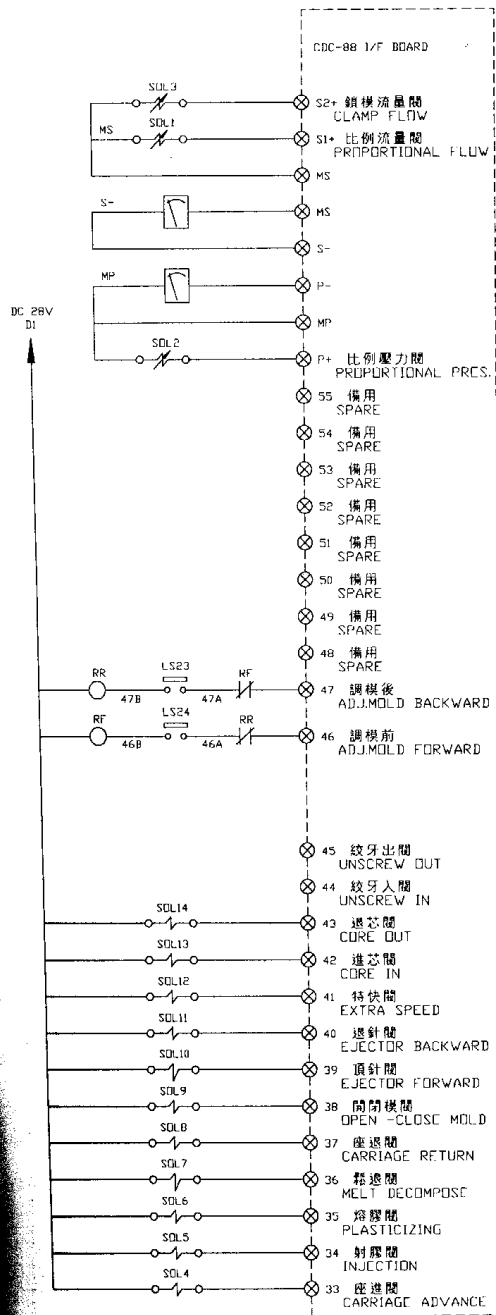 CDC-88 I/F BOARD
SOL3
S2+ 鎖模流量閥
CLAMP FLOW
MS
SOL1
S1+ 比例流量閥
PROPORTIONAL FLOW
MS
S-
MS
S-
MP
P-
DC 28V
D1
MP
SOL2
P+ 比例壓力閥
PROPORTIONAL PRES.
55 備用
SPARE
54 備用
SPARE
53 備用
SPARE
52 備用
SPARE
51 備用
SPARE
50 備用
SPARE
49 備用
SPARE
48 備用
SPARE
RR
LS23
RF
47B
47A
47 調模後
ADJ.MOLD BACKWARD
RF
LS24
RR
46B
46A
46 調模前
ADJ.MOLD FORWARD
45 絞牙出閥
UNSCREW OUT
44 絞牙入閥
UNSCREW IN
SOL14
43 退芯閥
CORE OUT
SOL13
42 進芯閥
CORE IN
SOL12
41 特快閥
EXTRA SPEED
SOL11
40 退針閥
EJECTOR BACKWARD
SOL10
39 頂針閥
EJECTOR FORWARD
SOL9
38 開閉模閥
OPEN -CLOSE MOLD
SOL8
37 座退閥
CARRIAGE RETURN
SOL7
36 鬆退閥
MELT DECOMPOSE
SOL6
35 熔膠閥
PLASTICIZING
SOL5
34 射膠閥
INJECTION
SOL4
33 座進閥
CARRIAGE ADVANCE